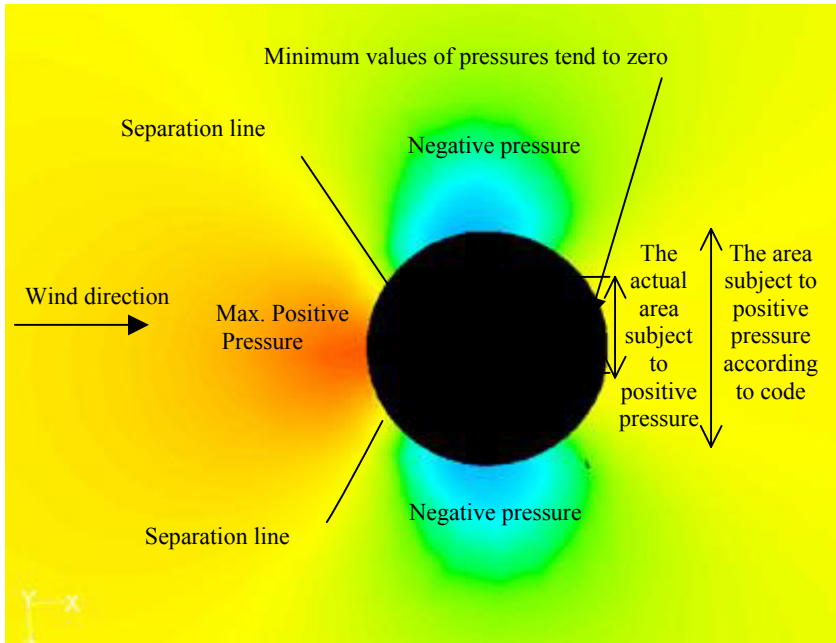 Minimum values of pressures tend to zero
Separation line
Negative pressure
Wind direction
Max. Positive
Pressure
The
actual
area
subject
to
positive
pressure
The area
subject to
positive
pressure
according
to code
Negative pressure
Separation line
Y
X